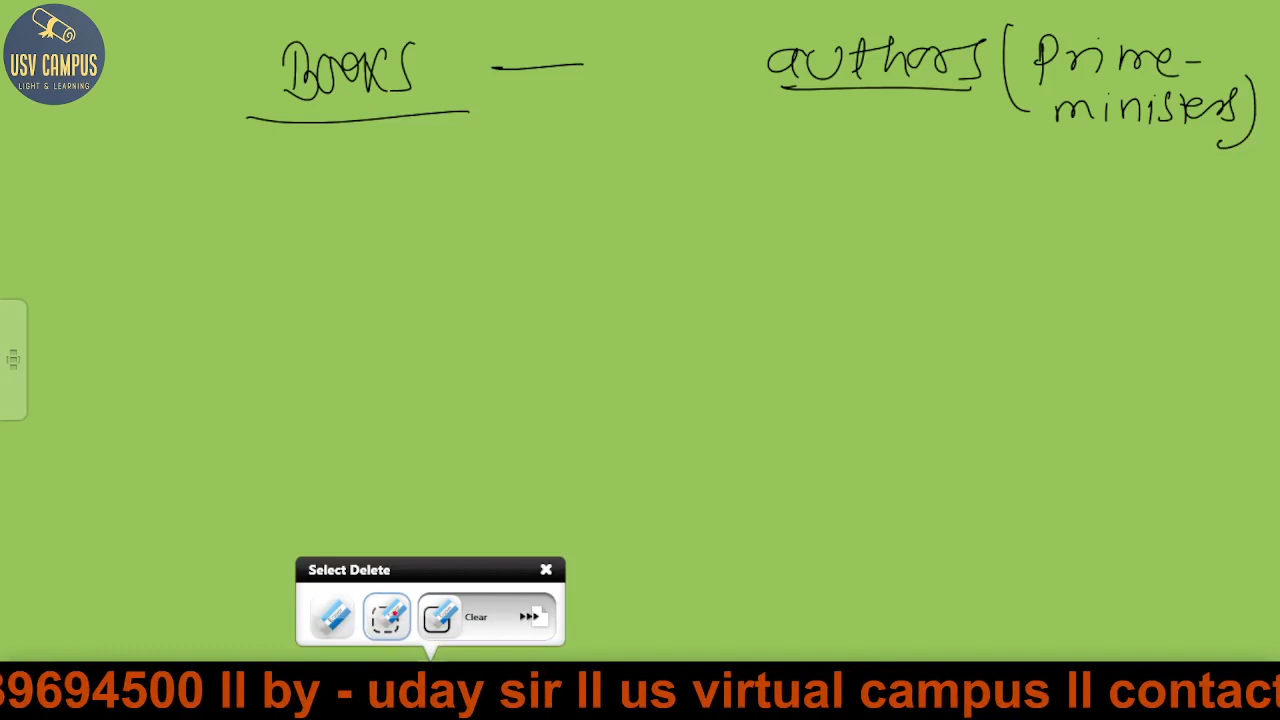 USV CAMPUS
LIGHT & LEARNING
Books — authors (Prime-
ministers)
Select Delete
Clear
39694500 ll by - uday sir ll us virtual campus ll contact